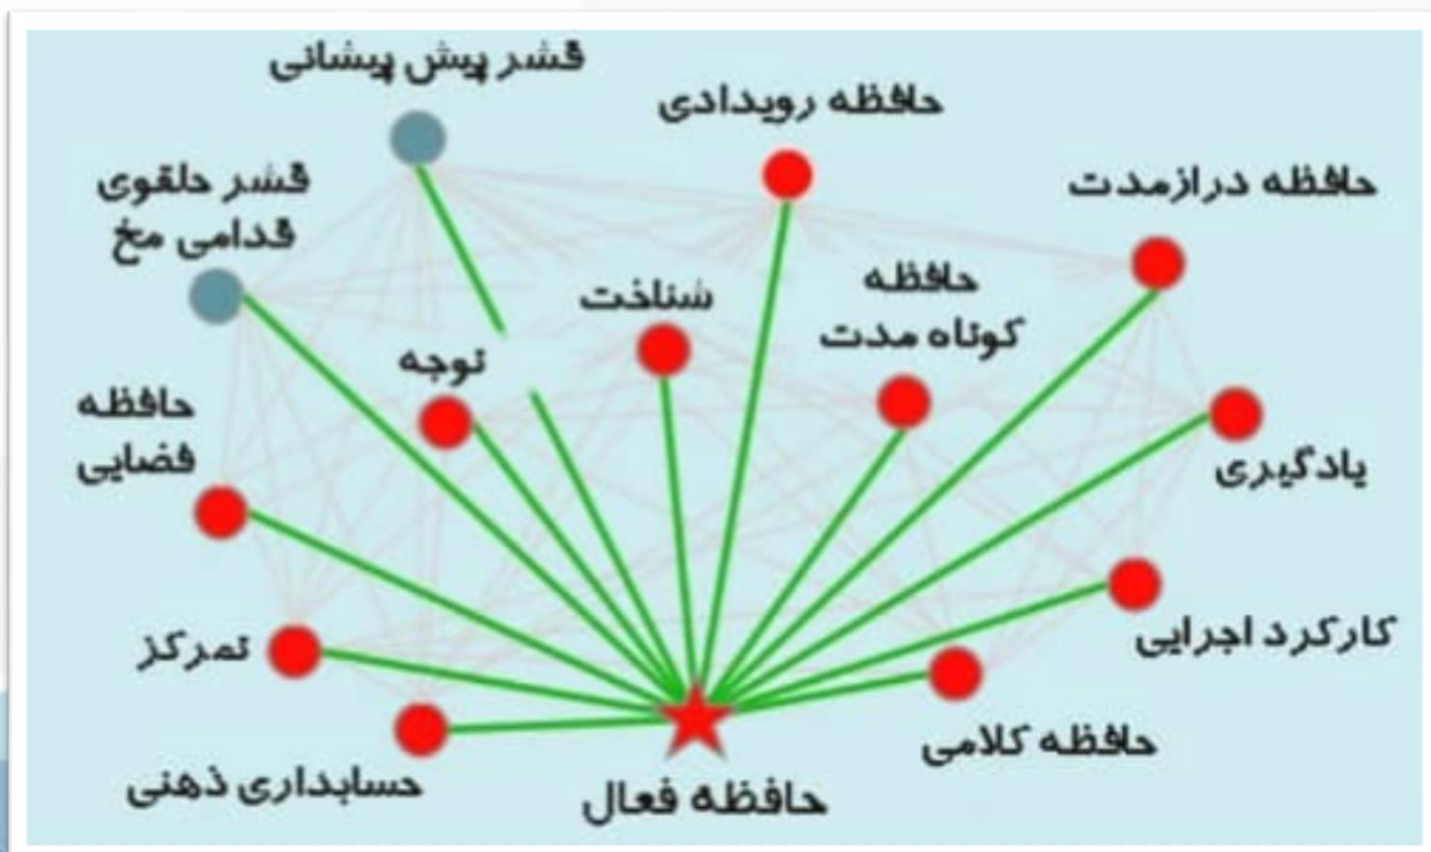 قشر پیش پیشانی
حافظه رویدادی
حافظه درازمدت
قشر حلقوی
قدامی مخ
حافظه
کوتاه مدت
شناخت
توجه
حافظه
فضایی
یادگیری
کارکرد اجرایی
تمرکز
حافظه کلامی
حسابداری ذهنی
حافظه فعال